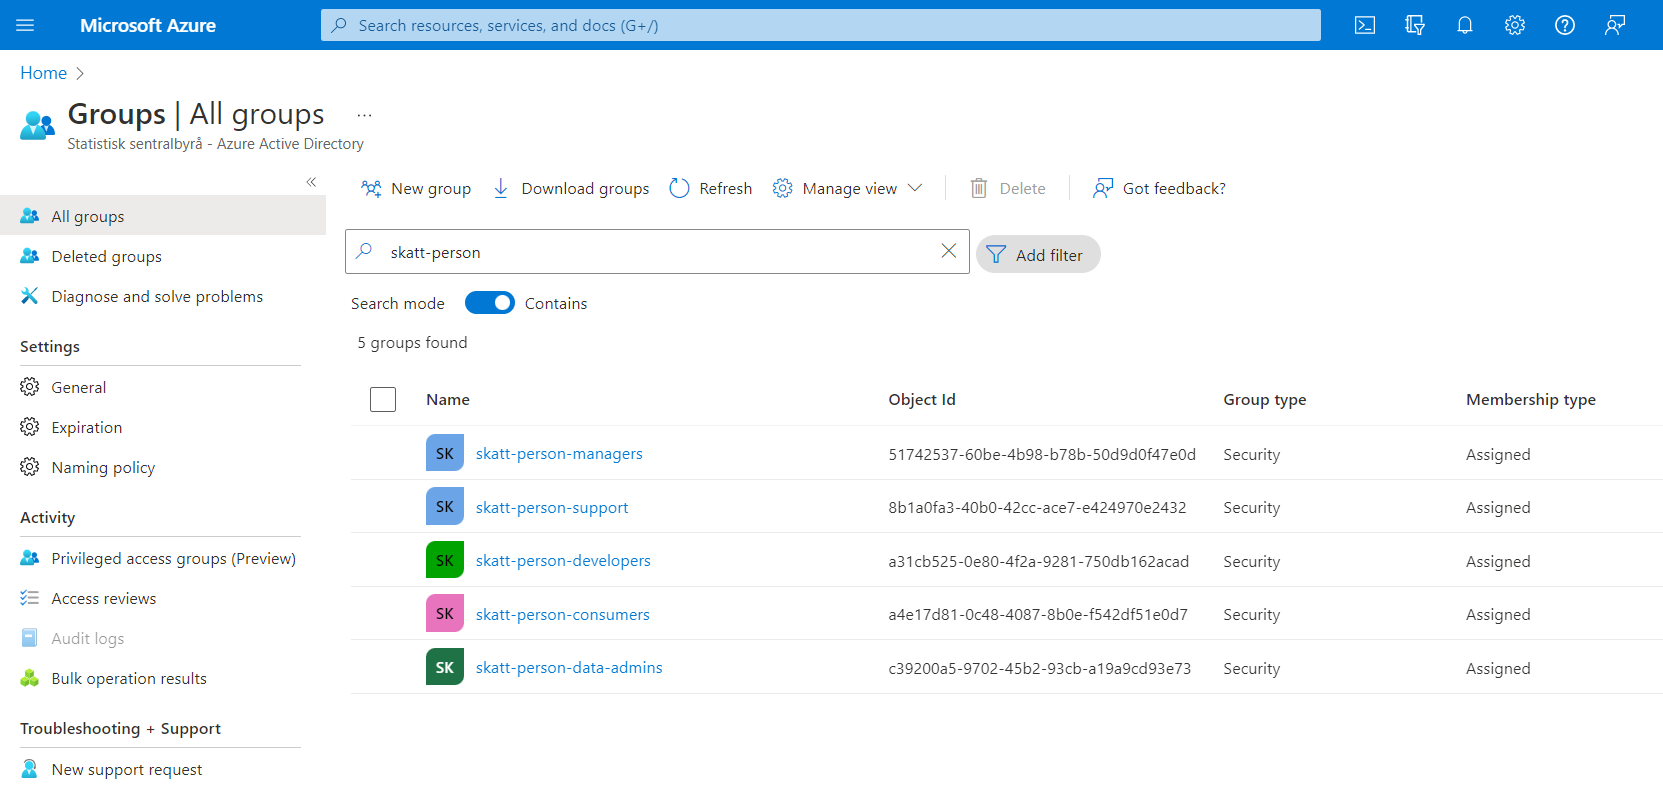 Microsoft Azure
Search resources, services, and docs (G+/)
Home
Groups | All groups ...
Statistisk sentralbyrå - Azure Active Directory
All groups
Deleted groups
Diagnose and solve problems
Settings
General
Expiration
Naming policy
Activity
Privileged access groups (Preview)
Access reviews
Audit logs
Bulk operation results
Troubleshooting + Support
New support request
New group Download groups Refresh Manage view Delete Got feedback?
skatt-person
Add filter
Search mode Contains
5 groups found
Name Object Id Group type Membership type
SK skatt-person-managers 51742537-60be-4b98-b78b-50d9d0f47e0d Security Assigned
SK skatt-person-support 8b1a0fa3-40b0-42cc-ace7-e424970e2432 Security Assigned
SK skatt-person-developers a31cb525-0e80-4f2a-9281-750db162acad Security Assigned
SK skatt-person-consumers a4e17d81-0c48-4087-8b0e-f542df51e0d7 Security Assigned
SK skatt-person-data-admins c39200a5-9702-45b2-93cb-a19a9cd93e73 Security Assigned